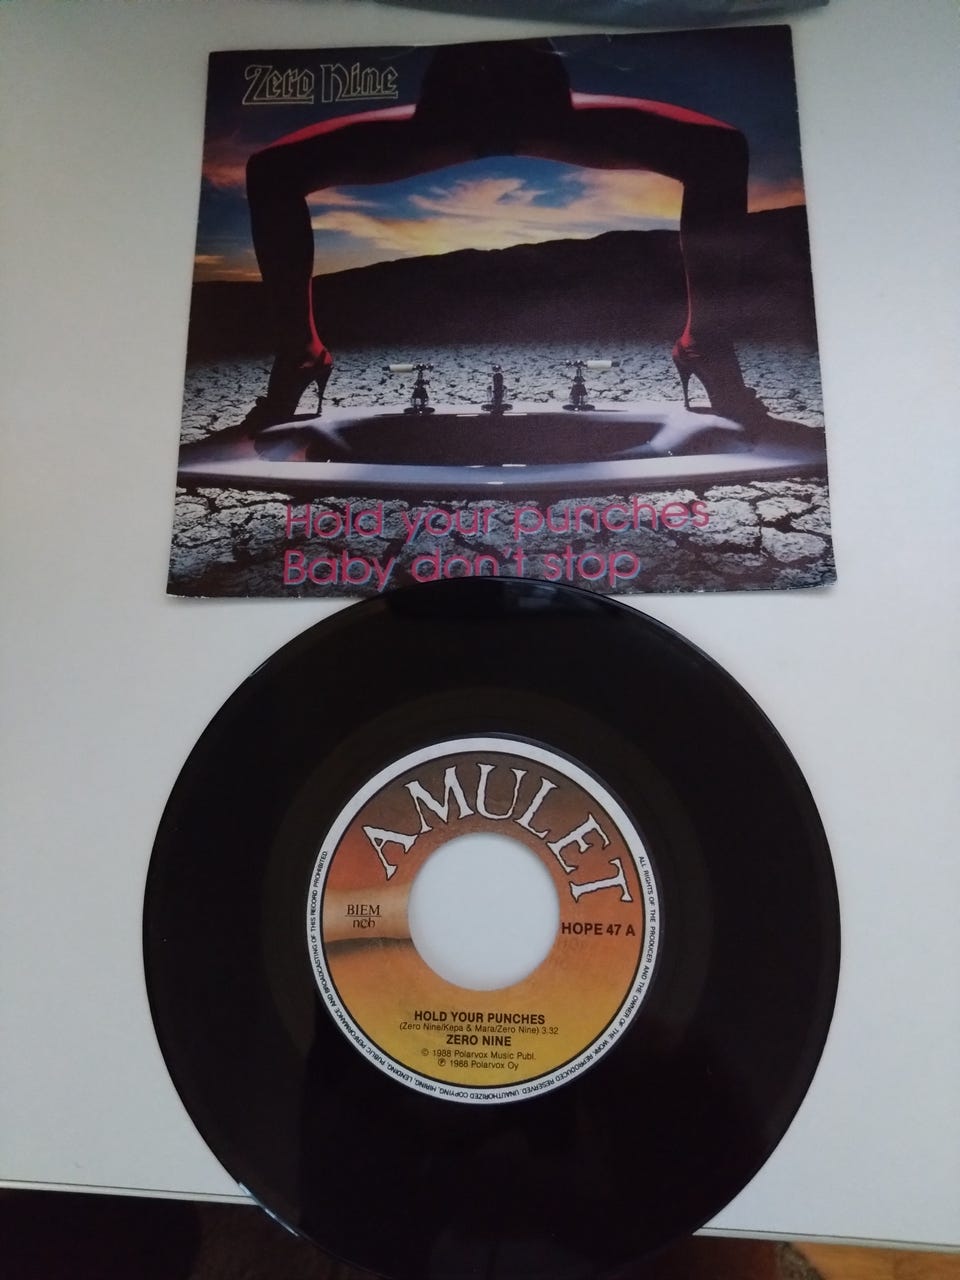 Zero Nine
Hold your punches
Baby don't stop
AMULET
BIEM
ncb
HOPE 47 A
HOLD YOUR PUNCHES
(Zero Nine/Kepa & Mara/Zero Nine) 3.32
ZERO NINE
© 1988 Polarvox Music Publ.
℗ 1988 Polarvox Oy
ALL RIGHTS OF THE PRODUCER AND THE OWNER OF THE WORK REPRODUCED RESERVED. UNAUTHORIZED COPYING, HIRING, LENDING, PUBLIC PERFORMANCE AND BROADCASTING OF THIS RECORD PROHIBITED.